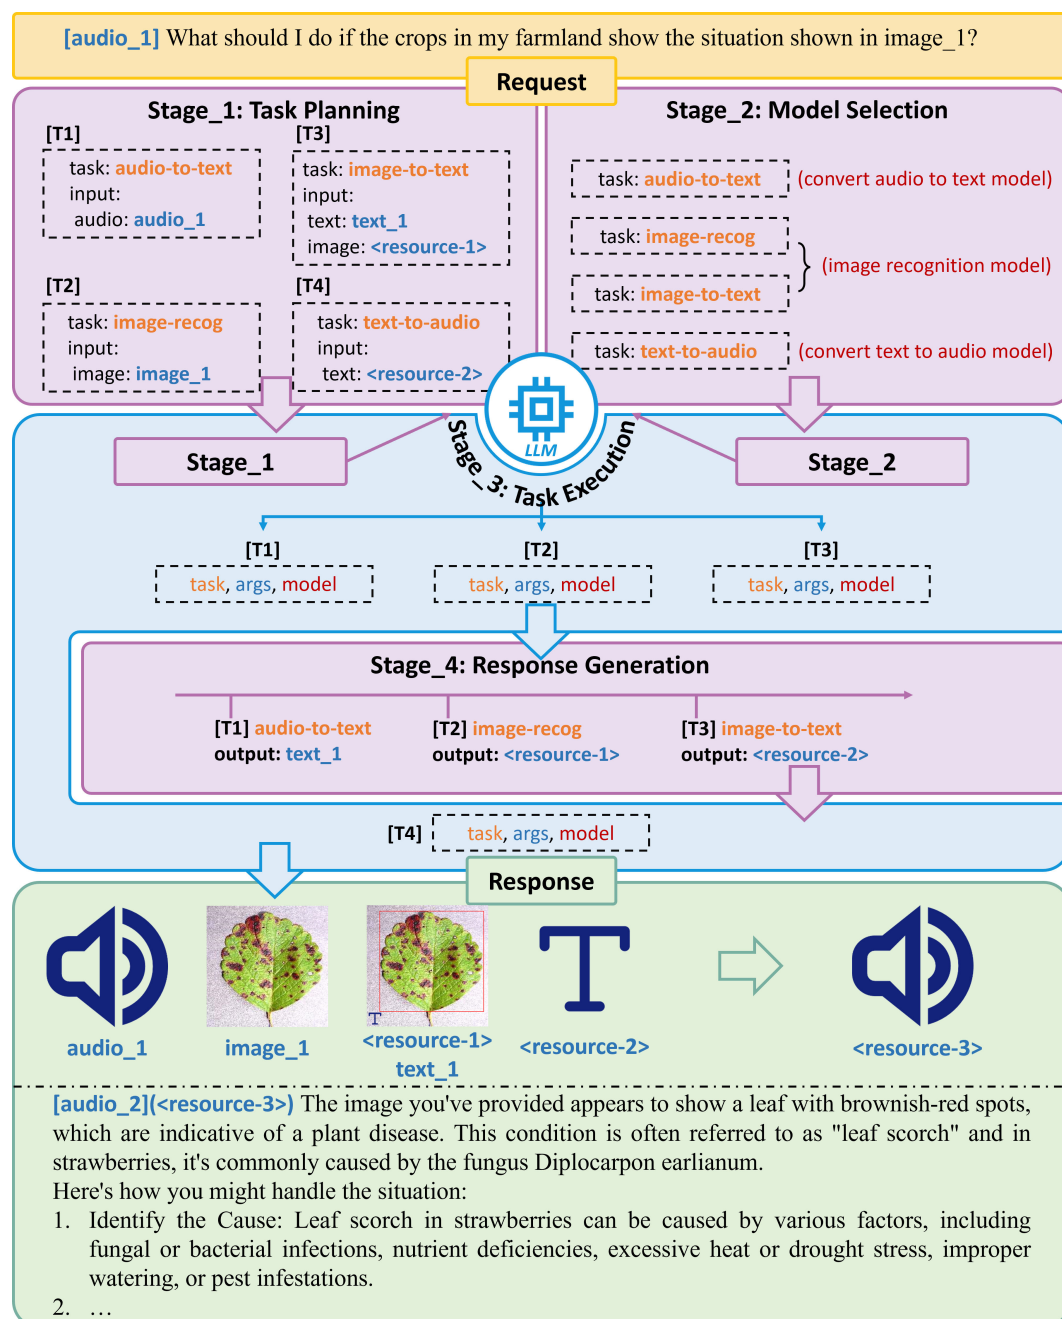 [audio_1] What should I do if the crops in my farmland show the situation shown in image_1?
Request
Stage_1: Task Planning
[T1]
task: audio-to-text
input:
audio: audio_1
[T3]
task: image-to-text
input:
text: text_1
image: <resource-1>
[T2]
task: image-recog
input:
image: image_1
[T4]
task: text-to-audio
input:
text: <resource-2>
Stage_2: Model Selection
task: audio-to-text (convert audio to text model)
task: image-recog
(image recognition model)
task: image-to-text
task: text-to-audio (convert text to audio model)
LLM
Stage_1
Stage_3: Task Execution
Stage_2
[T1]
task, args, model
[T2]
task, args, model
[T3]
task, args, model
Stage_4: Response Generation
[T1] audio-to-text
output: text_1
[T2] image-recog
output: <resource-1>
[T3] image-to-text
output: <resource-2>
[T4] task, args, model
Response
T
T
audio_1
image_1
<resource-1>
text_1
<resource-2>
<resource-3>
[audio_2](<resource-3>) The image you've provided appears to show a leaf with brownish-red spots,
which are indicative of a plant disease. This condition is often referred to as "leaf scorch" and in
strawberries, it's commonly caused by the fungus Diplocarpon earlianum.
Here's how you might handle the situation:
1. Identify the Cause: Leaf scorch in strawberries can be caused by various factors, including
fungal or bacterial infections, nutrient deficiencies, excessive heat or drought stress, improper
watering, or pest infestations.
2. …